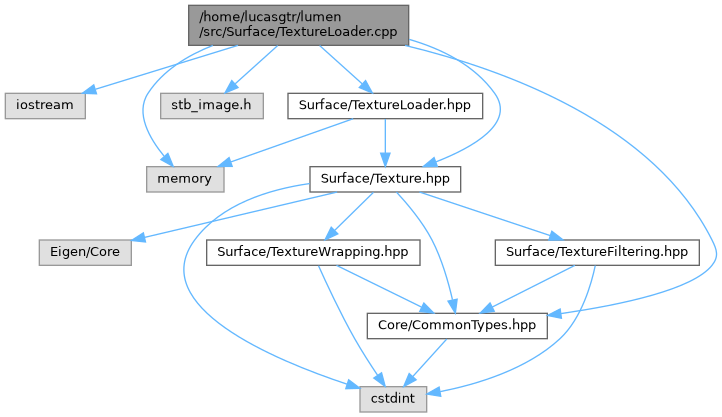 /home/lucasgtr/lumen
/src/Surface/TextureLoader.cpp
iostream
stb_image.h
Surface/TextureLoader.hpp
memory
Surface/Texture.hpp
Eigen/Core
Surface/TextureWrapping.hpp
Surface/TextureFiltering.hpp
Core/CommonTypes.hpp
cstdint